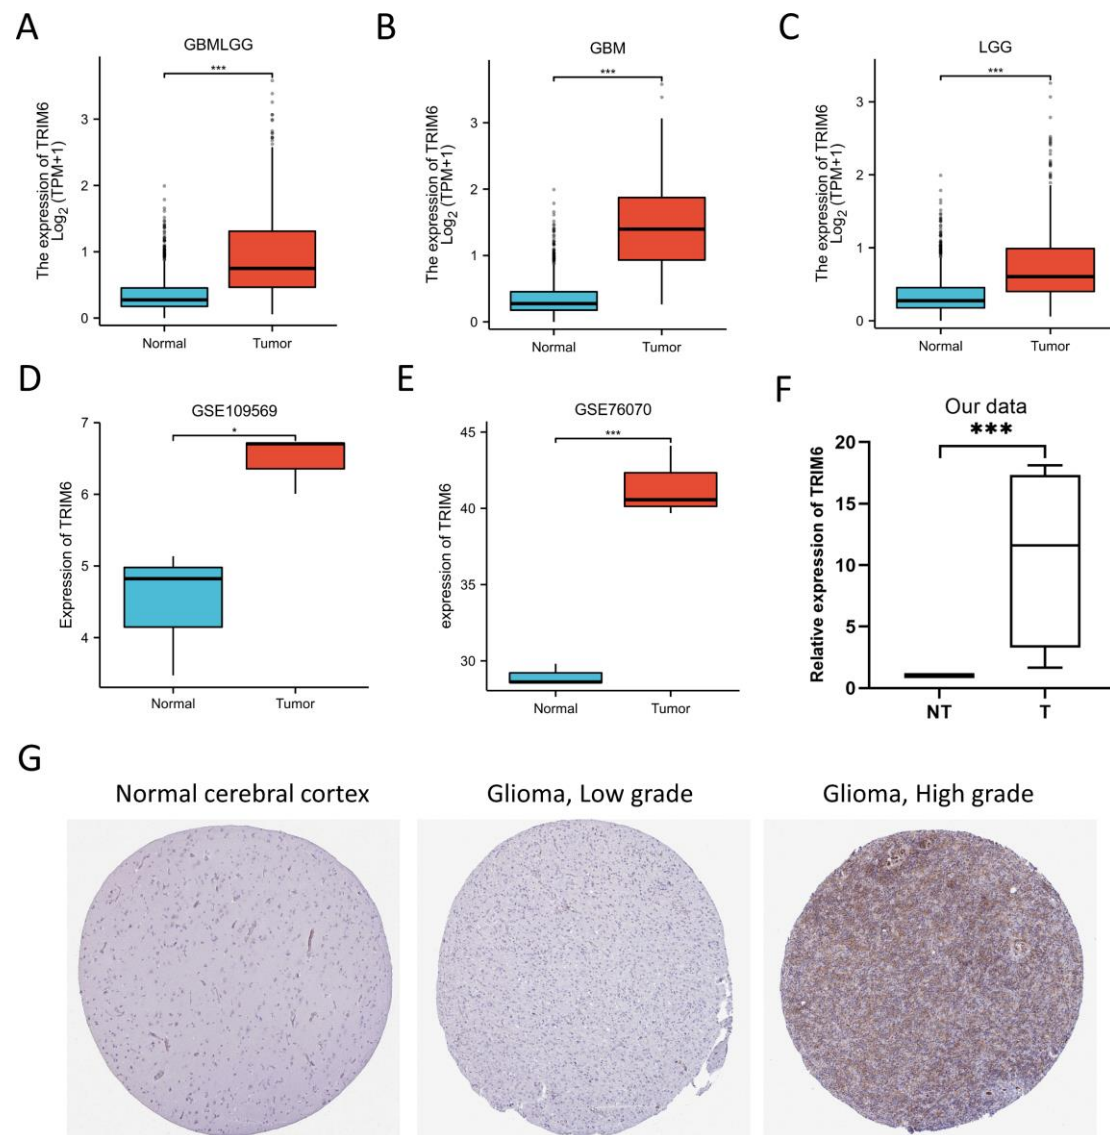 A
GBMLGG
***
The expression of TRIM6
Log2 (TPM+1)
3
2
1
0
Normal
Tumor
B
GBM
***
The expression of TRIM6
Log2 (TPM+1)
3
2
1
0
Normal
Tumor
C
LGG
***
The expression of TRIM6
Log2 (TPM+1)
3
2
1
0
Normal
Tumor
D
GSE109569
*
Expression of TRIM6
7
6
5
4
Normal
Tumor
E
GSE76070
***
expression of TRIM6
45
40
35
30
Normal
Tumor
F
Our data
***
Relative expression of TRIM6
20
15
10
5
0
NT
T
G
Normal cerebral cortex
Glioma, Low grade
Glioma, High grade